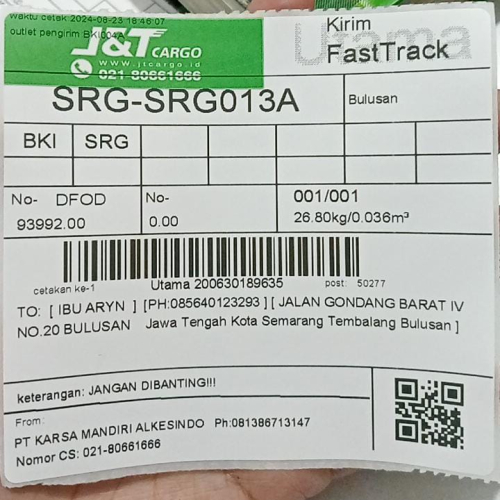 waktu cetak:2024-08-23 16:46:07
outlet pengirim BKI004A
J&T CARGO
www.jtcargo.id
021-80661666
Utama
Kirim
FastTrack
SRG-SRG013A
Bulusan
BKI SRG
No- DFOD
93992.00
No-
0.00
001/001
26.80kg/0.036m³
cetakan ke-1 Utama 200630189635 post: 50277
TO: [ IBU ARYN ] [PH:085640123293 ] [ JALAN GONDANG BARAT IV
NO.20 BULUSAN Jawa Tengah Kota Semarang Tembalang Bulusan ]
keterangan: JANGAN DIBANTING!!!
From:
PT KARSA MANDIRI ALKESINDO Ph:081386713147
Nomor CS: 021-80661666